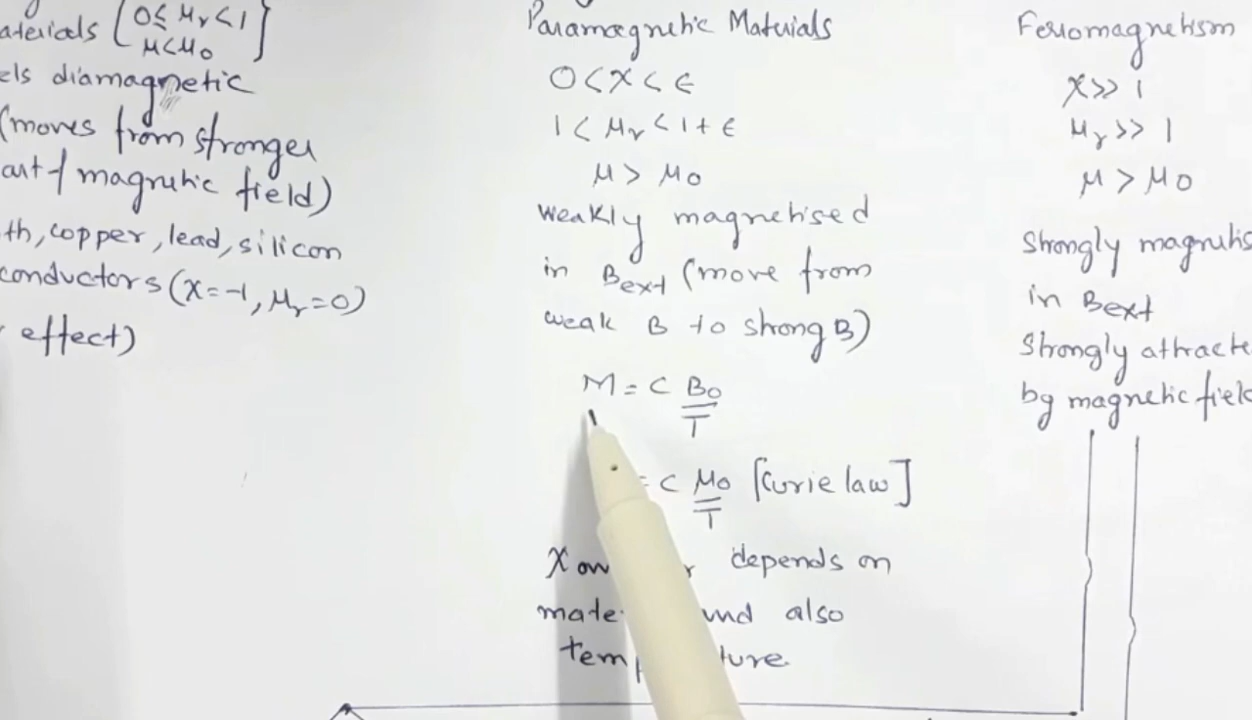 aterials [0≤ μr<1
μ<μ0]
els diamagnetic
(moves from stronger
art of magnetic field)
th, copper, lead, silicon
conductors (χ=-1, μr=0)
effect)
Paramagnetic Materials
0<χ<ε
1<μr<1+ε
μ>μ0
weakly magnetised
in Bext (move from
weak B to strong B)
M = C B0/T
= C μ0/T [Curie law]
χ depends on
also
Ferromagnetism
χ>>1
μr>>1
μ>μ0
Strongly magnetis
in Bext
Strongly attracte
by magnetic field